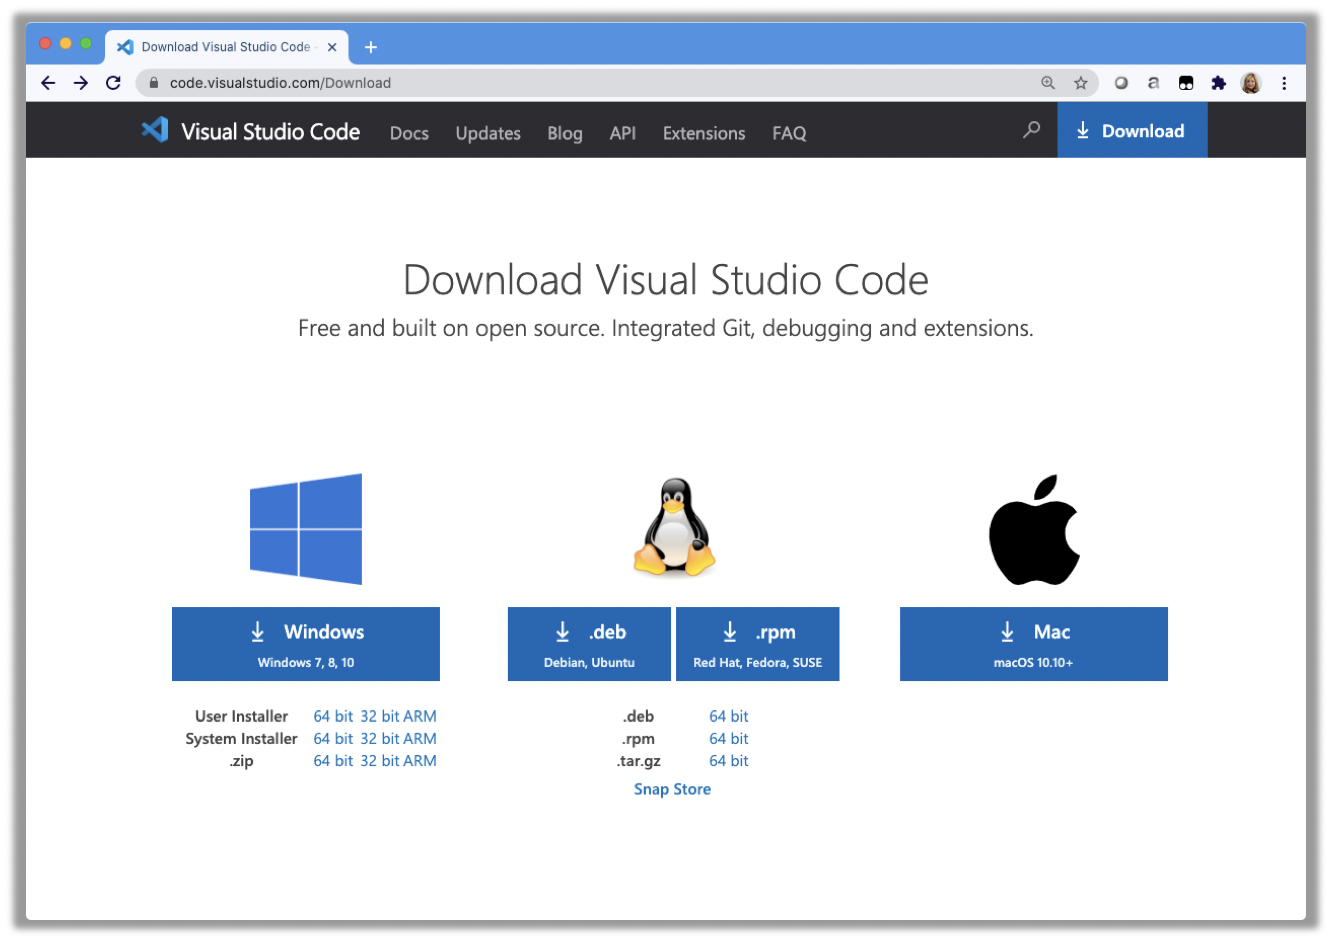 Download Visual Studio Code -
code.visualstudio.com/Download
a
Visual Studio Code Docs Updates Blog API Extensions FAQ Download
Download Visual Studio Code
Free and built on open source. Integrated Git, debugging and extensions.
Windows
Windows 7, 8, 10
.deb
Debian, Ubuntu
.rpm
Red Hat, Fedora, SUSE
Mac
macOS 10.10+
User Installer 64 bit 32 bit ARM
System Installer 64 bit 32 bit ARM
.zip 64 bit 32 bit ARM
.deb 64 bit
.rpm 64 bit
.tar.gz 64 bit
Snap Store